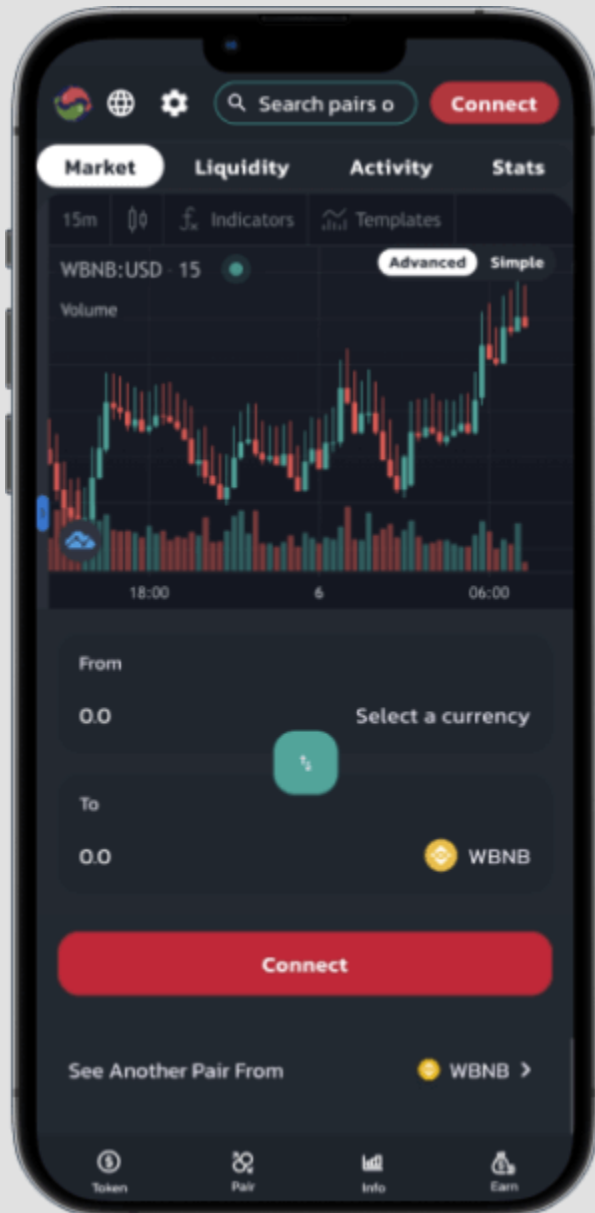 Search pairs o
Connect
Market Liquidity Activity Stats
15m Indicators Templates
WBNB:USD · 15
Advanced Simple
Volume
18:00 6 06:00
From
0.0 Select a currency
To
0.0 WBNB
Connect
See Another Pair From WBNB
Token Pair Info Earn